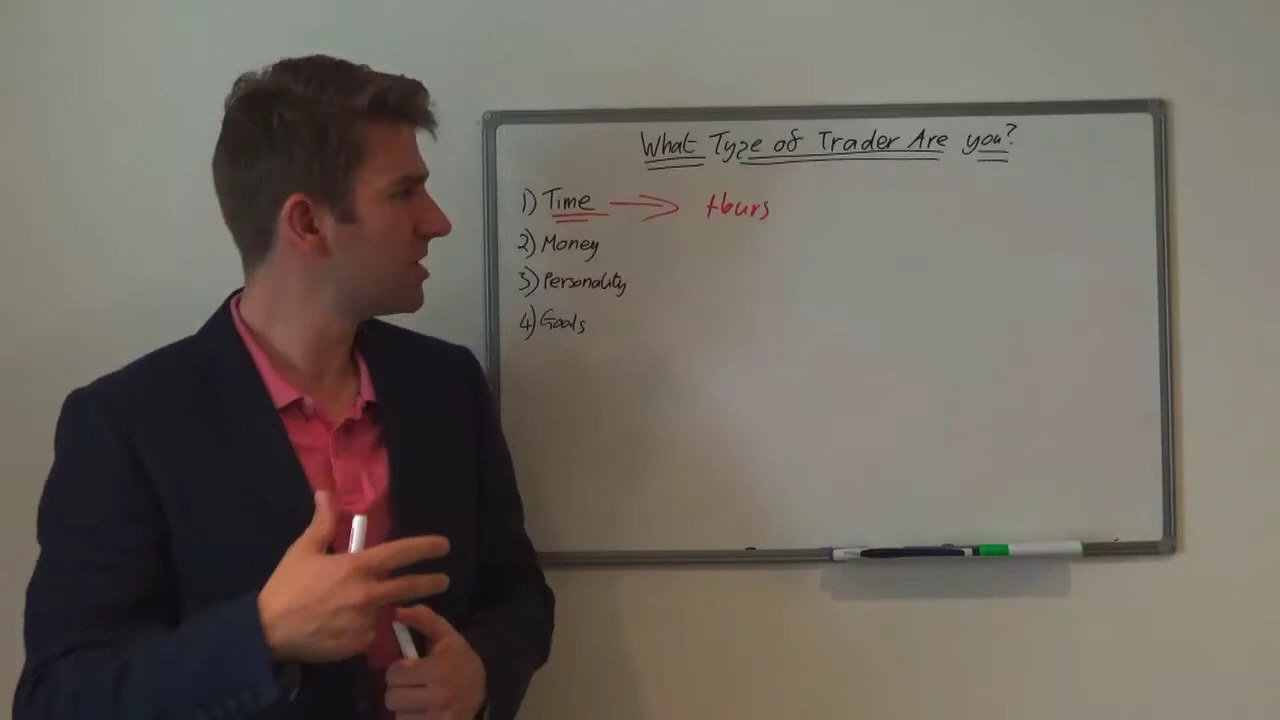 What Type of Trader Are you?
1) Time → Hours
2) Money
3) Personality
4) Goals